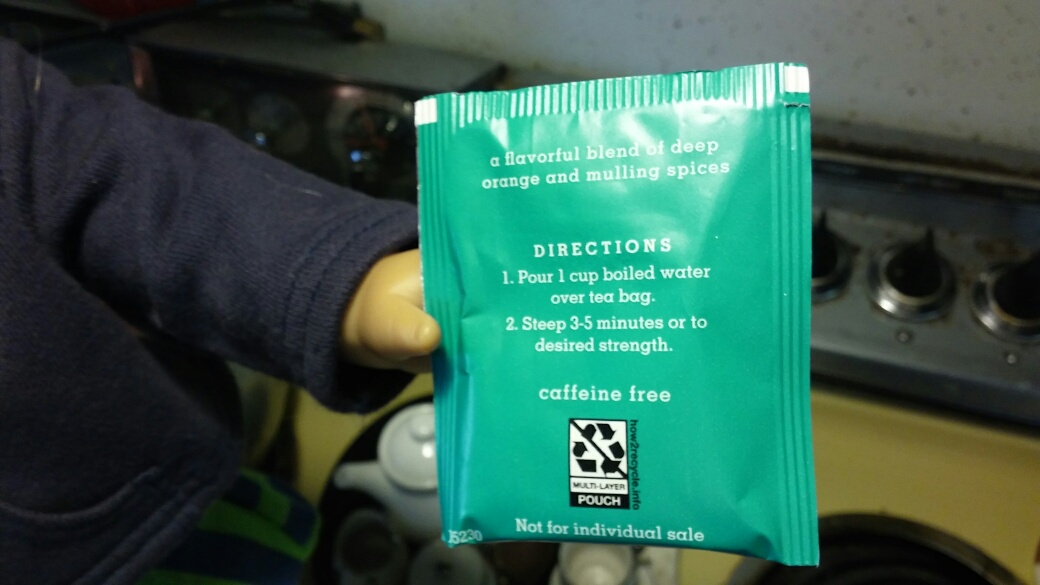 a flavorful blend of deep
orange and mulling spices
DIRECTIONS
1. Pour 1 cup boiled water
over tea bag.
2. Steep 3-5 minutes or to
desired strength.
caffeine free
how2recycle.info
MULTI-LAYER
POUCH
Not for individual sale